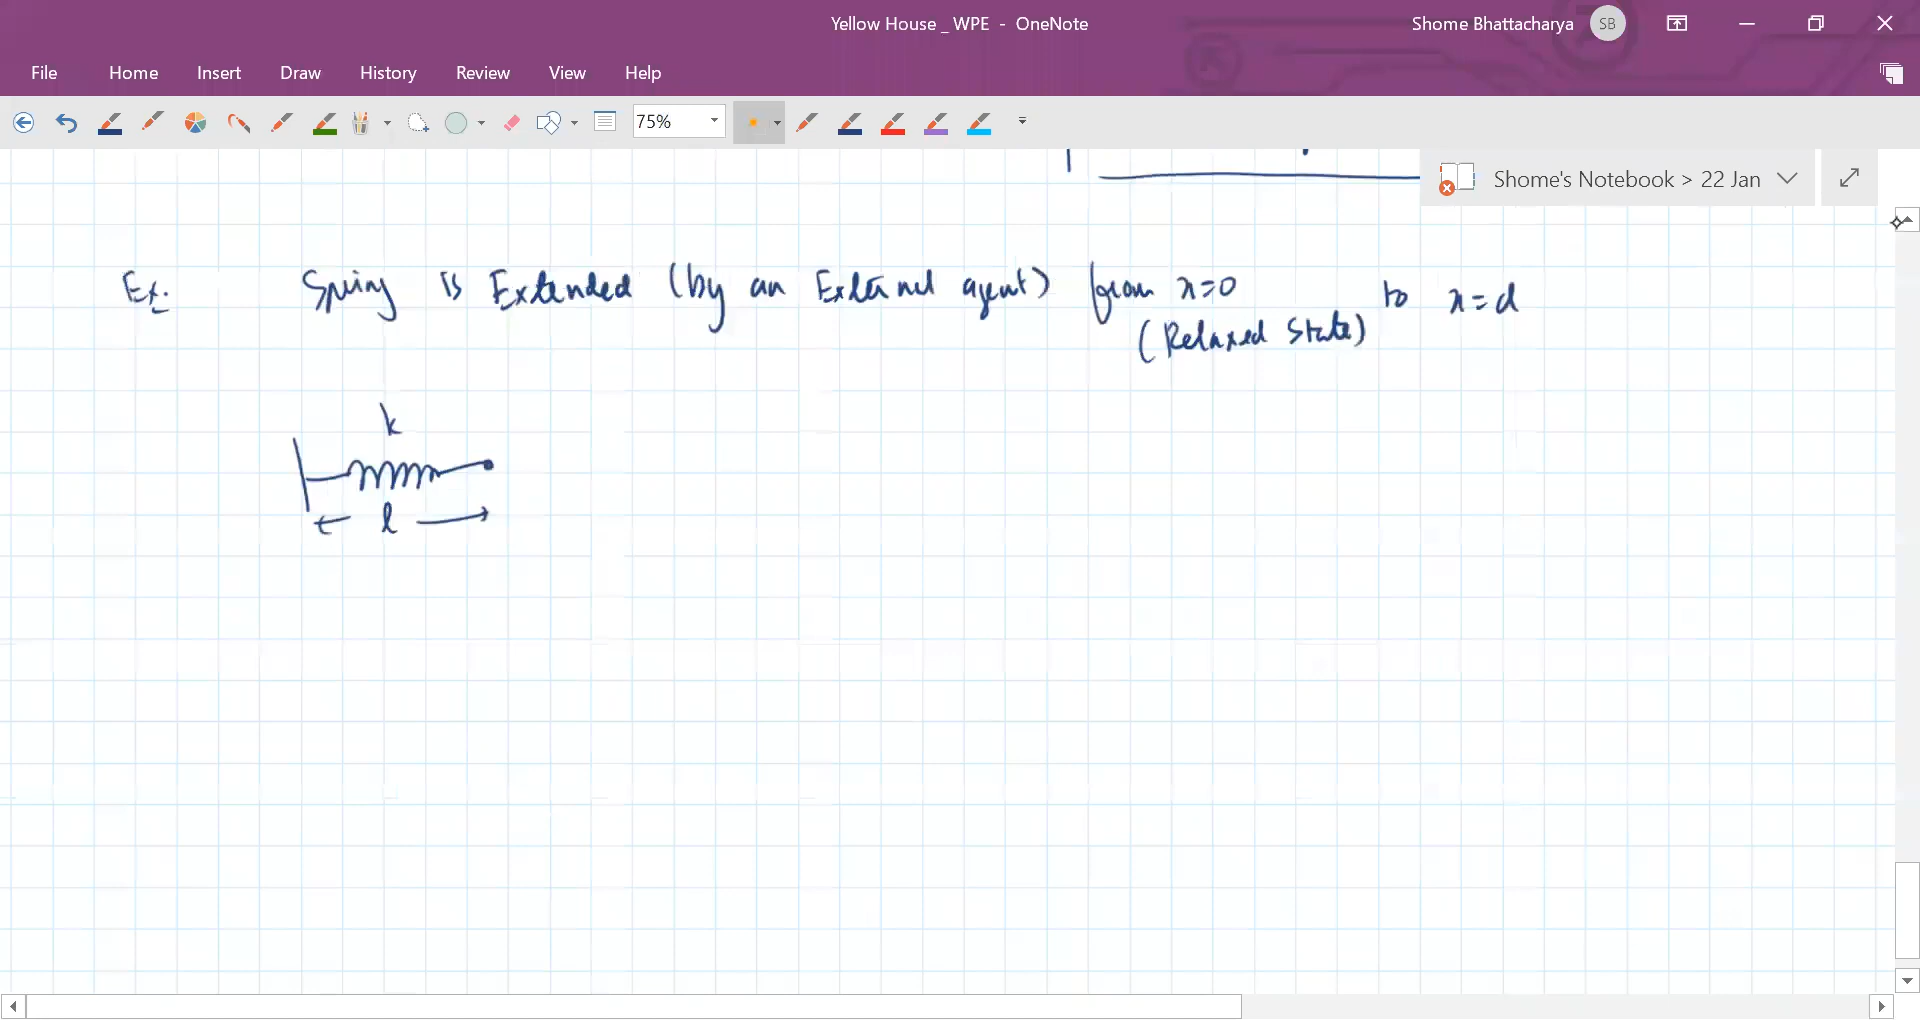 Yellow House _ WPE - OneNote
Shome Bhattacharya
SB
File Home Insert Draw History Review View Help
75%
Shome's Notebook > 22 Jan
Ex. Spring is Extended (by an External agent) from x=0 to x=d
(Relaxed State)
k
l